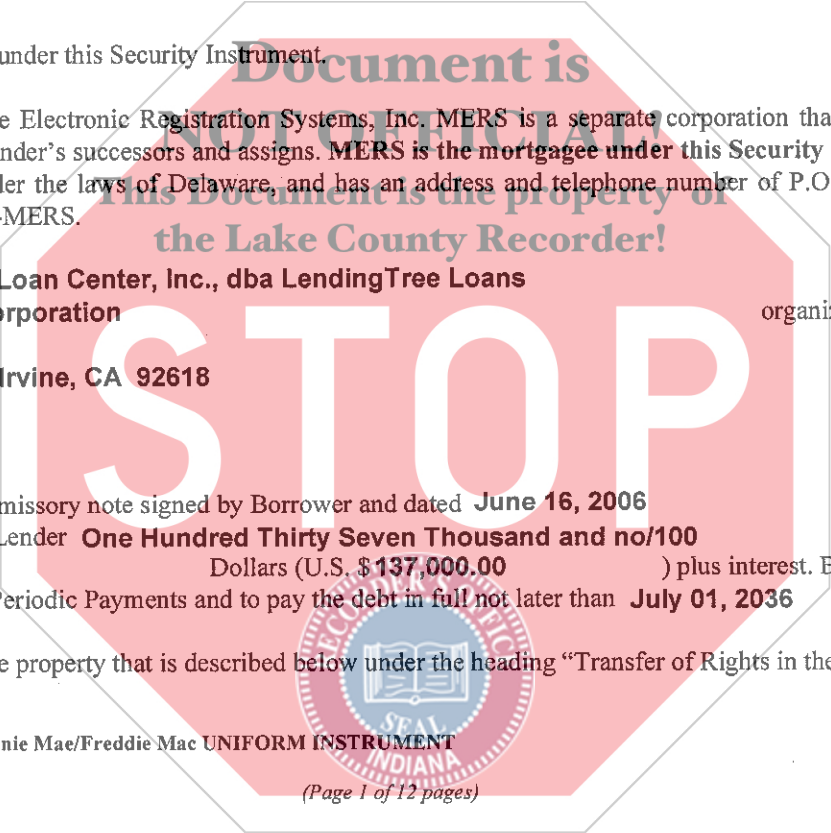 under this Security Instrument.
Document is
NOT OFFICIAL!
e Electronic Registration Systems, Inc. MERS is a separate corporation tha
nder's successors and assigns. MERS is the mortgagee under this Security
ler the laws of Delaware, and has an address and telephone number of P.O
This Document is the property of
-MERS.
the Lake County Recorder!
Loan Center, Inc., dba LendingTree Loans
orporation organiz
Irvine, CA 92618
STOP
missory note signed by Borrower and dated June 16, 2006
Lender One Hundred Thirty Seven Thousand and no/100
Dollars (U.S. $137,000.00 ) plus interest. B
Periodic Payments and to pay the debt in full not later than July 01, 2036
e property that is described below under the heading “Transfer of Rights in the
RECORDER'S OFFIC
SEAL
INDIANA
nie Mae/Freddie Mac UNIFORM INSTRUMENT
(Page 1 of 12 pages)